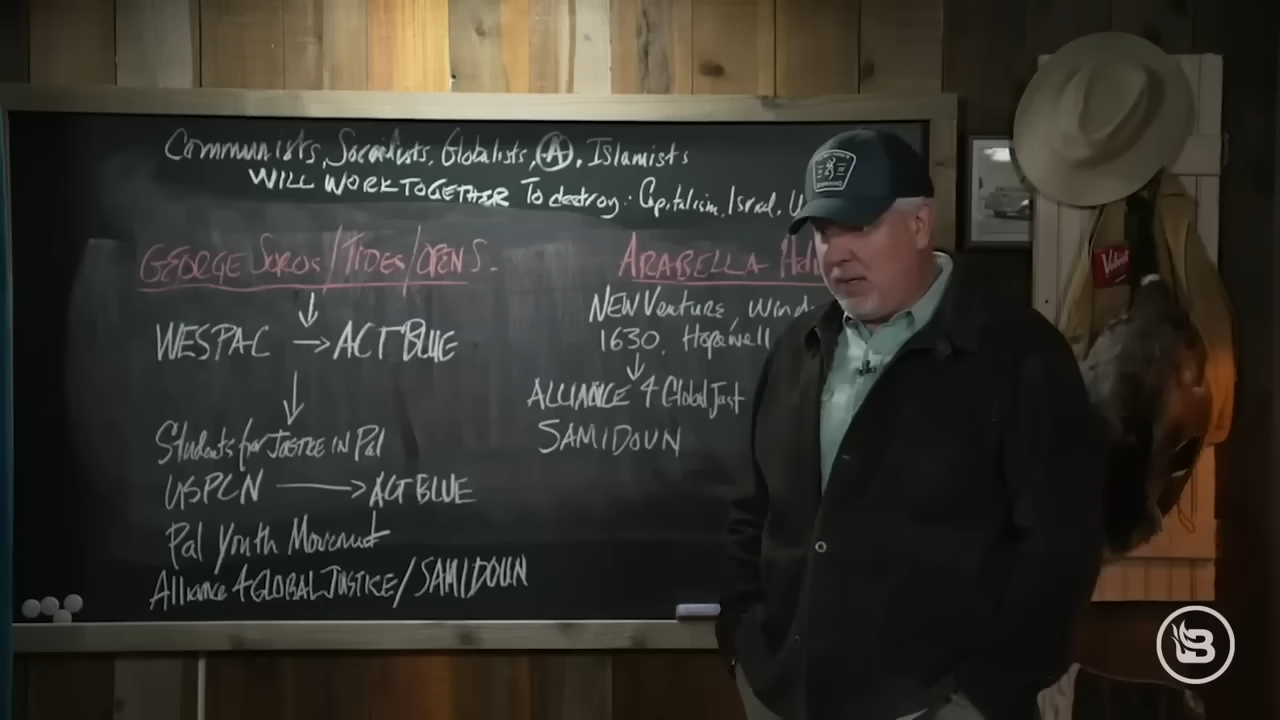 Communists, Socialists, Globalists, A, Islamists
WILL WORK TOGETHER To destroy: Capitalism, Israel, U
GEORGE SOROS/TIDES/OPEN S.
WESPAC → ACT BLUE
Students for JUSTICE IN Pal
USPCN → ACT BLUE
Pal Youth Movement
Alliance 4 GLOBAL JUSTICE/SAMIDOUN
ARABELLA Ad
NEW Venture, Wind
1630, Hopewell
ALLIANCE 4 Global Just
SAMIDOUN
B